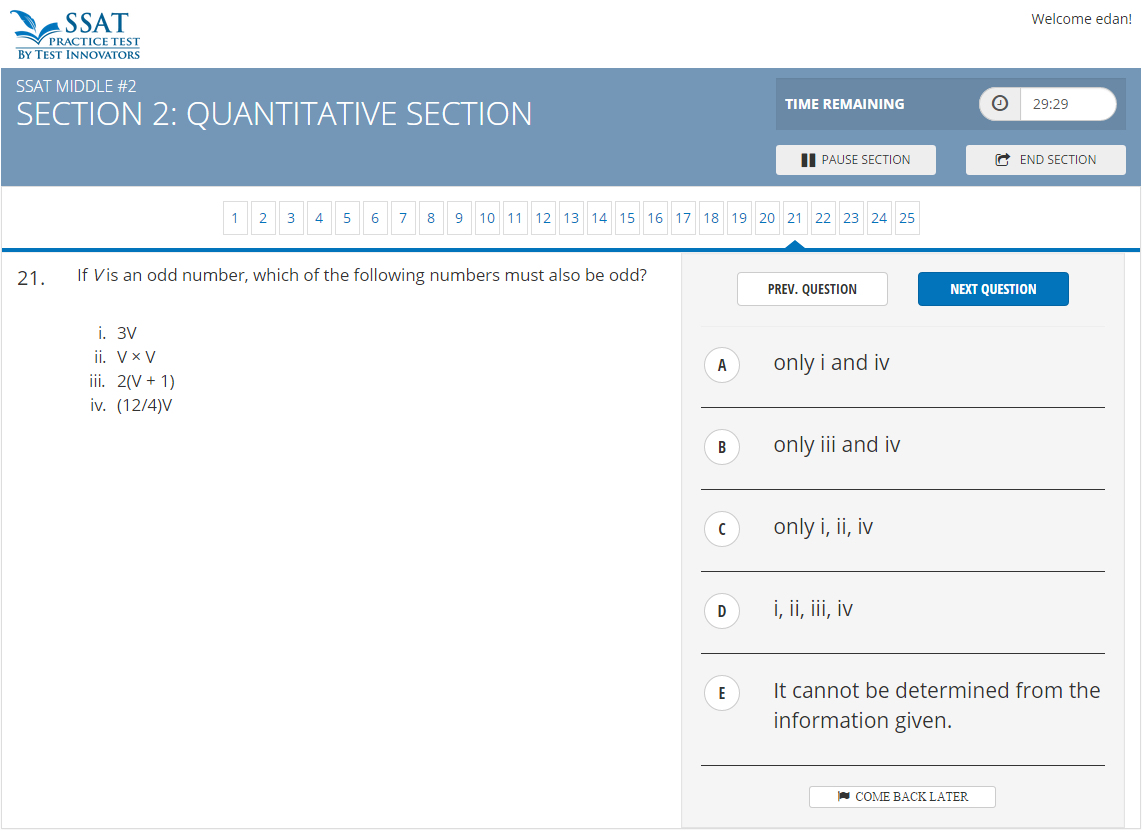 SSAT
PRACTICE TEST
BY TEST INNOVATORS
Welcome edan!
SSAT MIDDLE #2
SECTION 2: QUANTITATIVE SECTION
TIME REMAINING
29:29
PAUSE SECTION
END SECTION
1 2 3 4 5 6 7 8 9 10 11 12 13 14 15 16 17 18 19 20 21 22 23 24 25
21. If V is an odd number, which of the following numbers must also be odd?
i. 3V
ii. V × V
iii. 2(V + 1)
iv. (12/4)V
PREV. QUESTION
NEXT QUESTION
A only i and iv
B only iii and iv
C only i, ii, iv
D i, ii, iii, iv
E It cannot be determined from the
information given.
COME BACK LATER